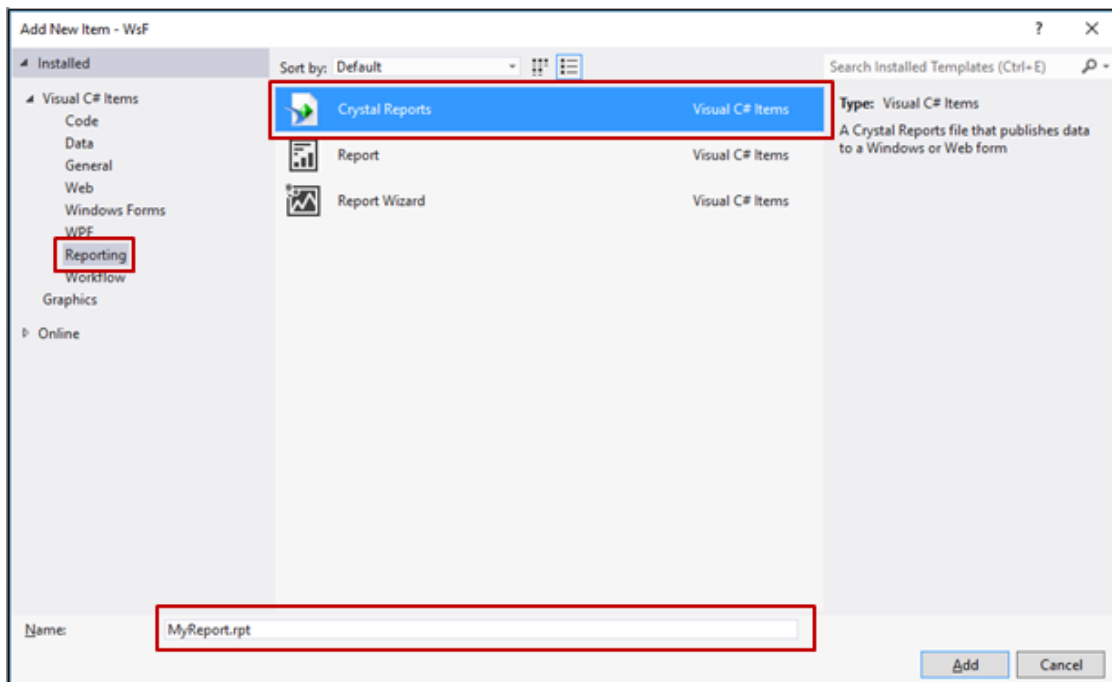 Add New Item - WsF
?
Installed
Sort by: Default
Search Installed Templates (Ctrl+E)
Visual C# Items
Code
Data
General
Web
Windows Forms
WPF
Reporting
Workflow
Graphics
Online
Crystal Reports Visual C# Items
Report Visual C# Items
Report Wizard Visual C# Items
Type: Visual C# Items
A Crystal Reports file that publishes data
to a Windows or Web form
Name: MyReport.rpt
Add Cancel